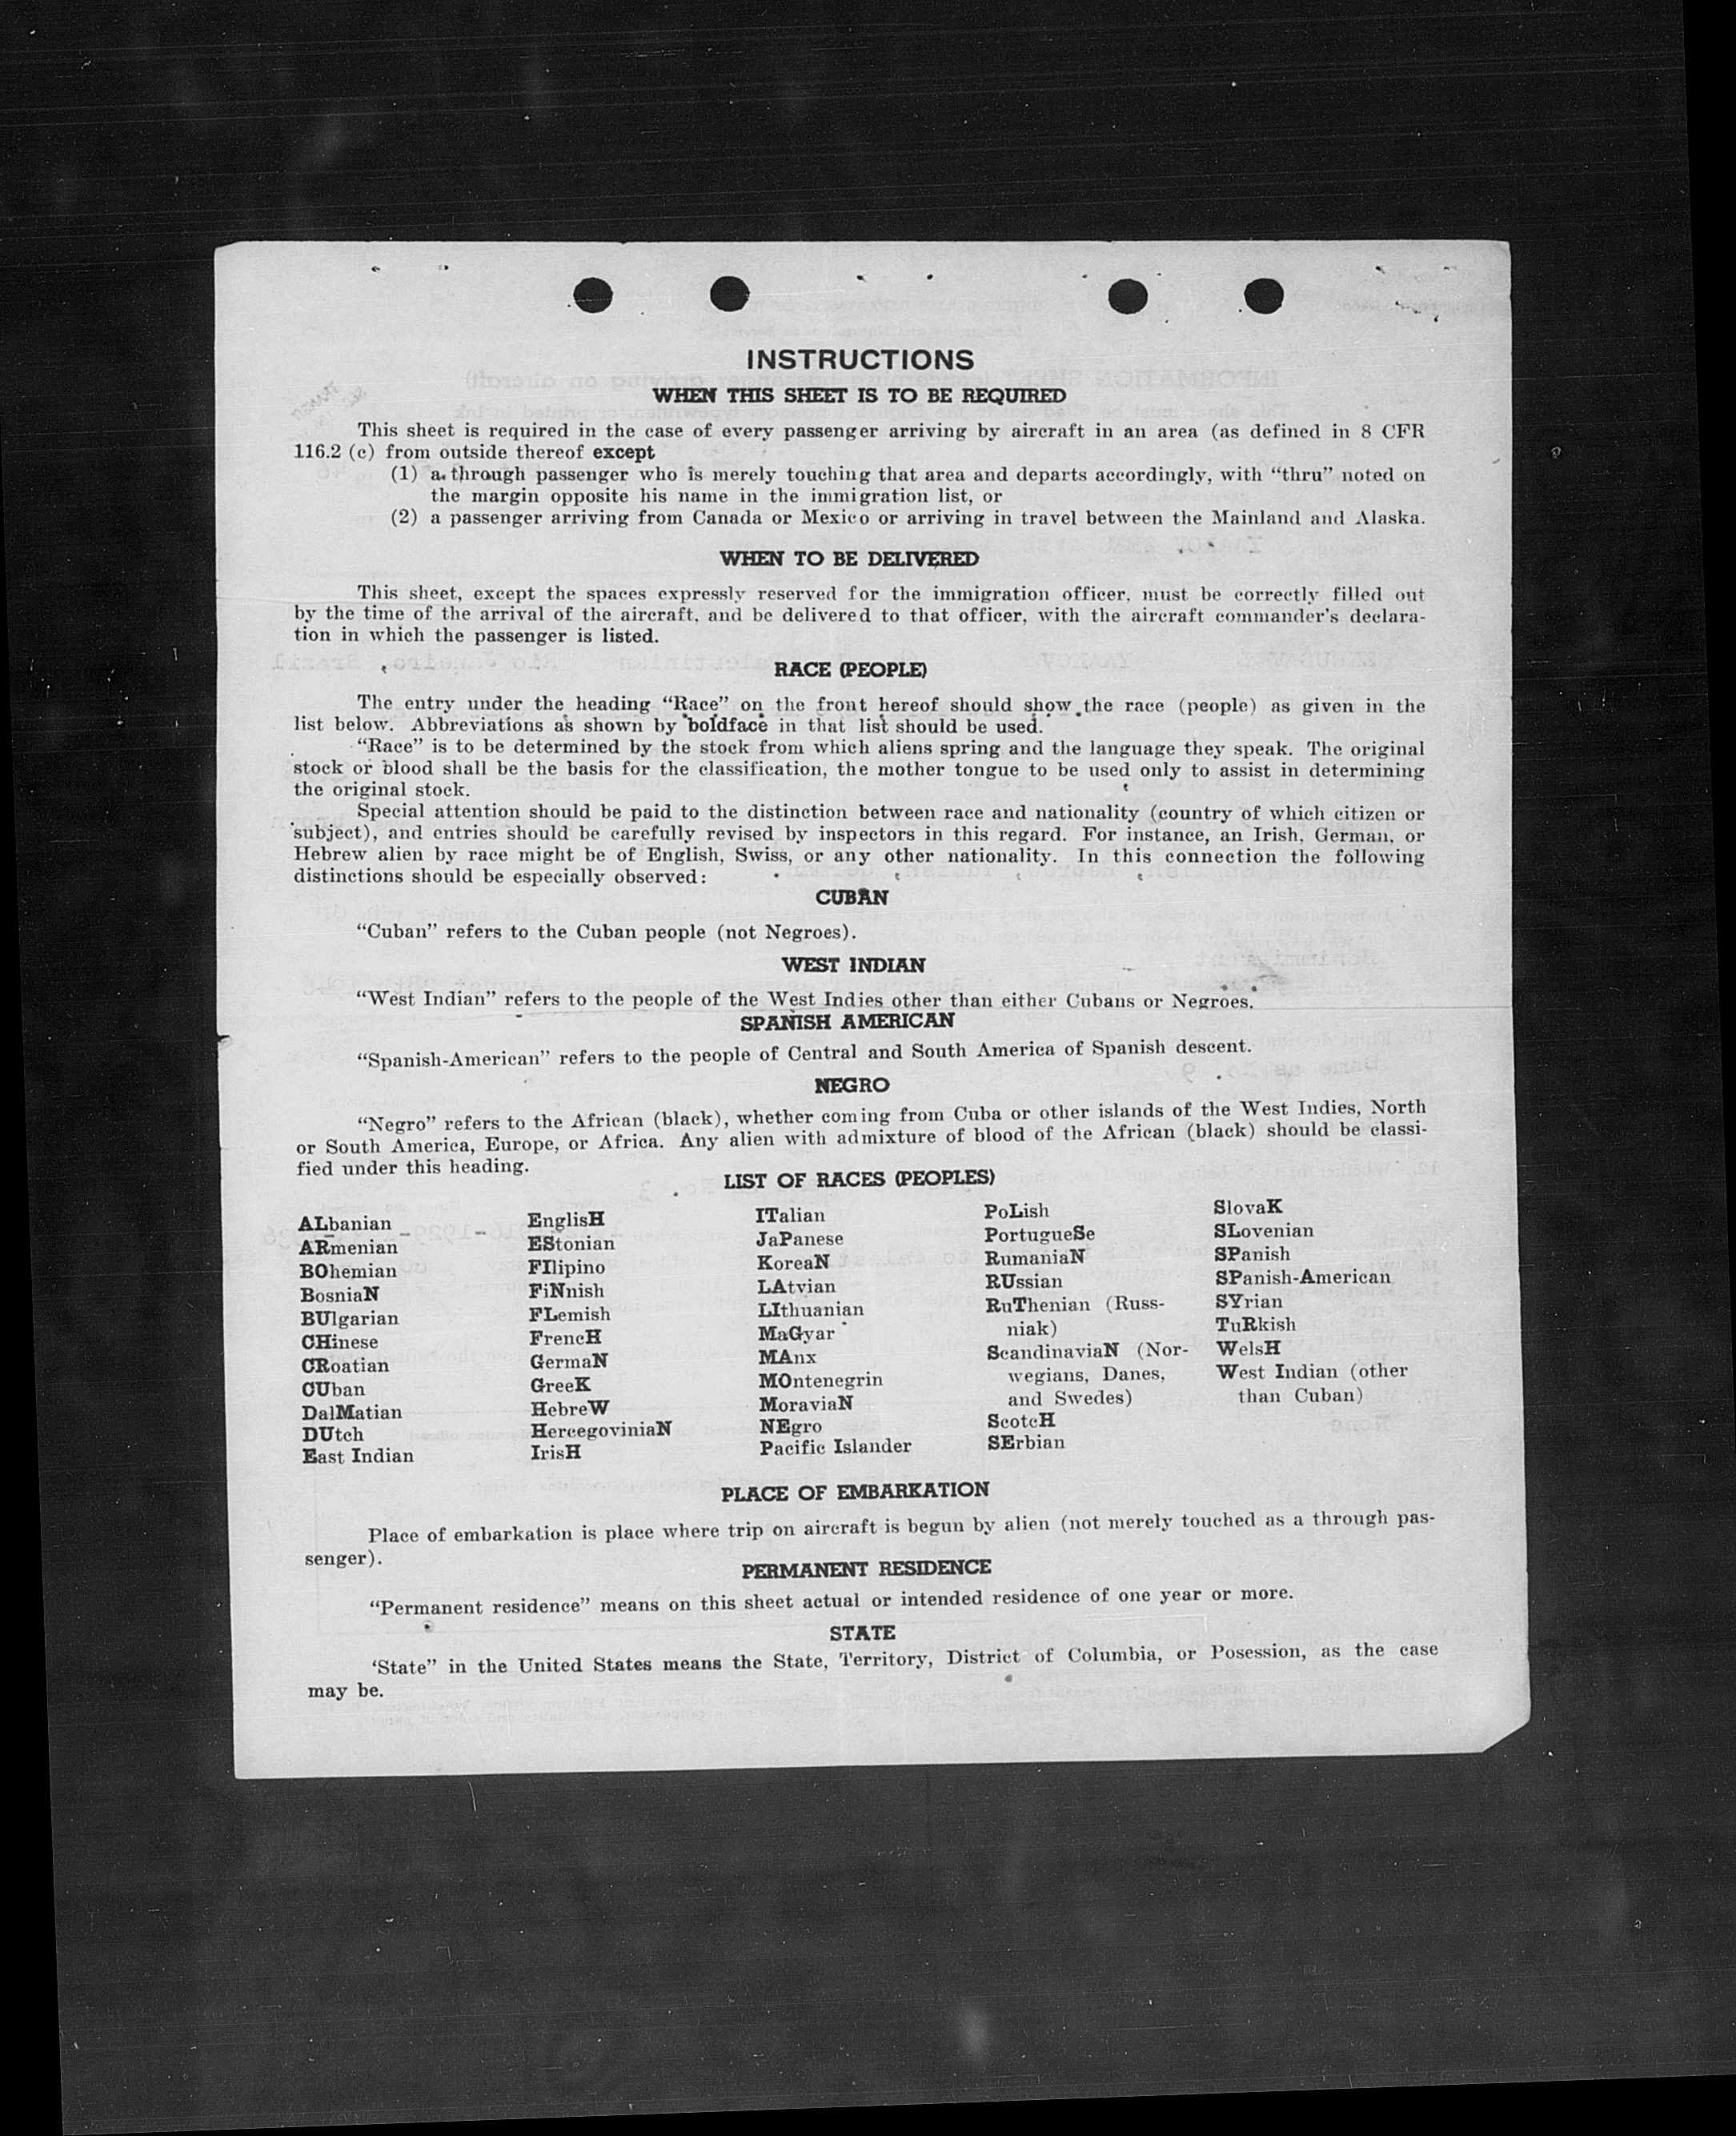 INSTRUCTIONS
WHEN THIS SHEET IS TO BE REQUIRED
This sheet is required in the case of every passenger arriving by aircraft in an area (as defined in 8 CFR
116.2 (c) from outside thereof except
(1) a through passenger who is merely touching that area and departs accordingly, with “thru” noted on
the margin opposite his name in the immigration list, or
(2) a passenger arriving from Canada or Mexico or arriving in travel between the Mainland and Alaska.
WHEN TO BE DELIVERED
This sheet, except the spaces expressly reserved for the immigration officer, must be correctly filled out
by the time of the arrival of the aircraft, and be delivered to that officer, with the aircraft commander’s declara-
tion in which the passenger is listed.
RACE (PEOPLE)
The entry under the heading “Race” on the front hereof should show the race (people) as given in the
list below. Abbreviations as shown by boldface in that list should be used.
“Race” is to be determined by the stock from which aliens spring and the language they speak. The original
stock or blood shall be the basis for the classification, the mother tongue to be used only to assist in determining
the original stock.
Special attention should be paid to the distinction between race and nationality (country of which citizen or
subject), and entries should be carefully revised by inspectors in this regard. For instance, an Irish, German, or
Hebrew alien by race might be of English, Swiss, or any other nationality. In this connection the following
distinctions should be especially observed:
CUBAN
“Cuban” refers to the Cuban people (not Negroes).
WEST INDIAN
“West Indian” refers to the people of the West Indies other than either Cubans or Negroes.
SPANISH AMERICAN
“Spanish-American” refers to the people of Central and South America of Spanish descent.
NEGRO
“Negro” refers to the African (black), whether coming from Cuba or other islands of the West Indies, North
or South America, Europe, or Africa. Any alien with admixture of blood of the African (black) should be classi-
fied under this heading.
LIST OF RACES (PEOPLES)
ALbanian
ARmenian
BOhemian
BosniaN
BUlgarian
CHinese
CRoatian
CUban
DalMatian
DUtch
East Indian
EnglisH
EStonian
FIlipino
FiNnish
FLemish
FrencH
GermaN
GreeK
HebreW
HercegoviniaN
IrisH
ITalian
JaPanese
KoreaN
LAtvian
LIthuanian
MaGyar
MAnx
MOntenegrin
MoraviaN
NEgro
Pacific Islander
PoLish
PortugueSe
RumaniaN
RUssian
RuThenian (Russ-
niak)
ScandinaviaN (Nor-
wegians, Danes,
and Swedes)
ScotcH
SErbian
SlovaK
SLovenian
SPanish
SPanish-American
SYrian
TuRkish
WelsH
West Indian (other
than Cuban)
PLACE OF EMBARKATION
Place of embarkation is place where trip on aircraft is begun by alien (not merely touched as a through pas-
senger).
PERMANENT RESIDENCE
“Permanent residence” means on this sheet actual or intended residence of one year or more.
STATE
‘State” in the United States means the State, Territory, District of Columbia, or Posession, as the case
may be.